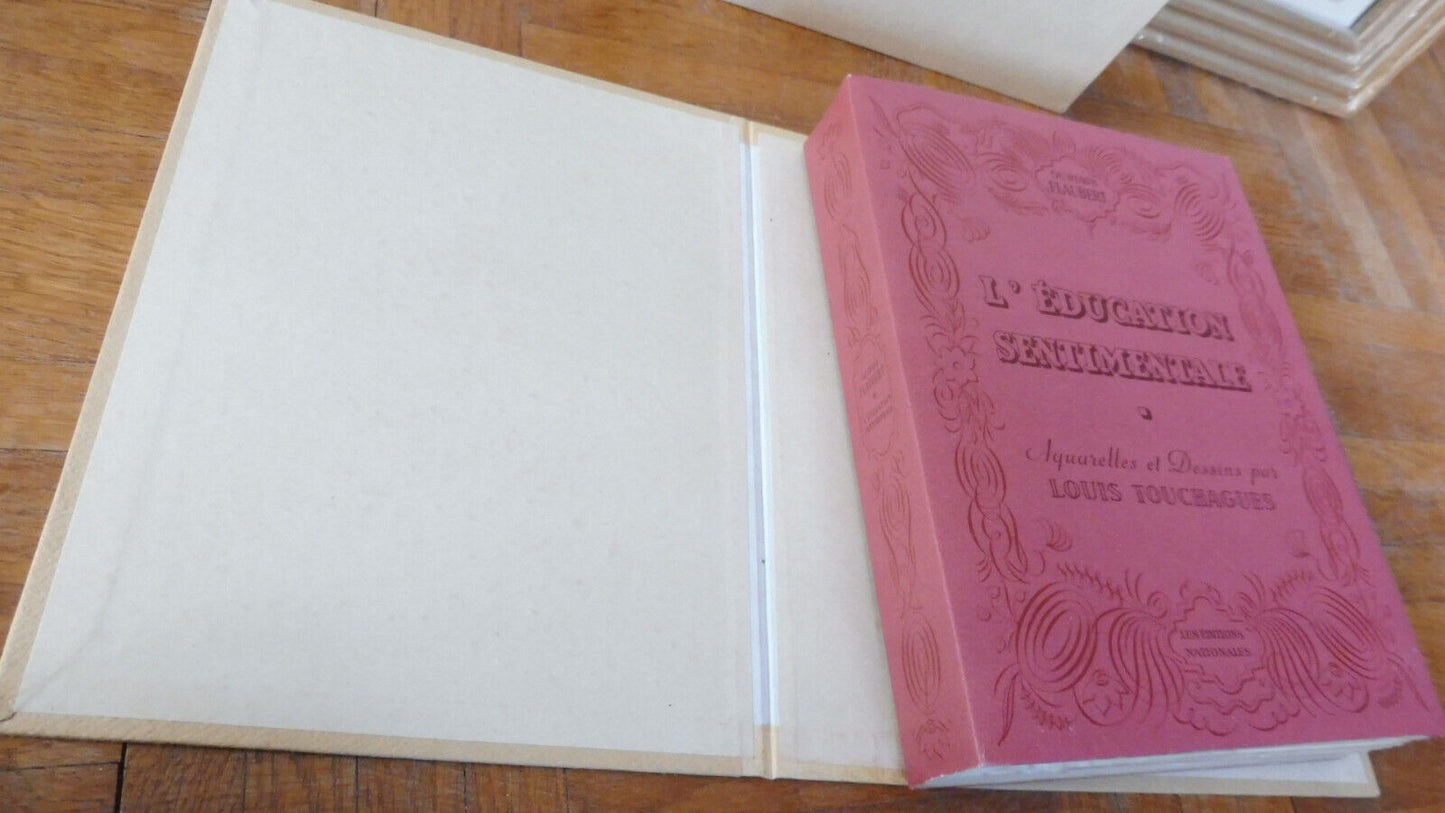 GUSTAVE
FLAUBERT
L' ÉDUCATION
SENTIMENTALE
Aquarelles et Dessins par
LOUIS TOUCHAGUES
LES ÉDITIONS
NATIONALES